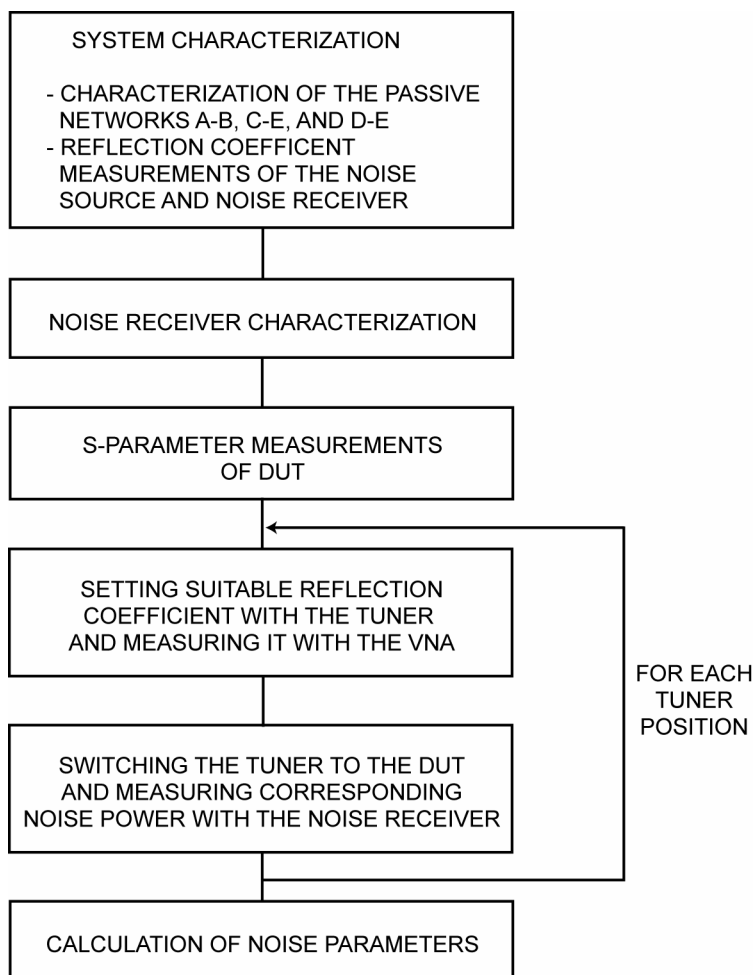 SYSTEM CHARACTERIZATION
- CHARACTERIZATION OF THE PASSIVE
NETWORKS A-B, C-E, AND D-E
- REFLECTION COEFFICENT
MEASUREMENTS OF THE NOISE
SOURCE AND NOISE RECEIVER
NOISE RECEIVER CHARACTERIZATION
S-PARAMETER MEASUREMENTS
OF DUT
SETTING SUITABLE REFLECTION
COEFFICIENT WITH THE TUNER
AND MEASURING IT WITH THE VNA
SWITCHING THE TUNER TO THE DUT
AND MEASURING CORRESPONDING
NOISE POWER WITH THE NOISE RECEIVER
FOR EACH
TUNER
POSITION
CALCULATION OF NOISE PARAMETERS